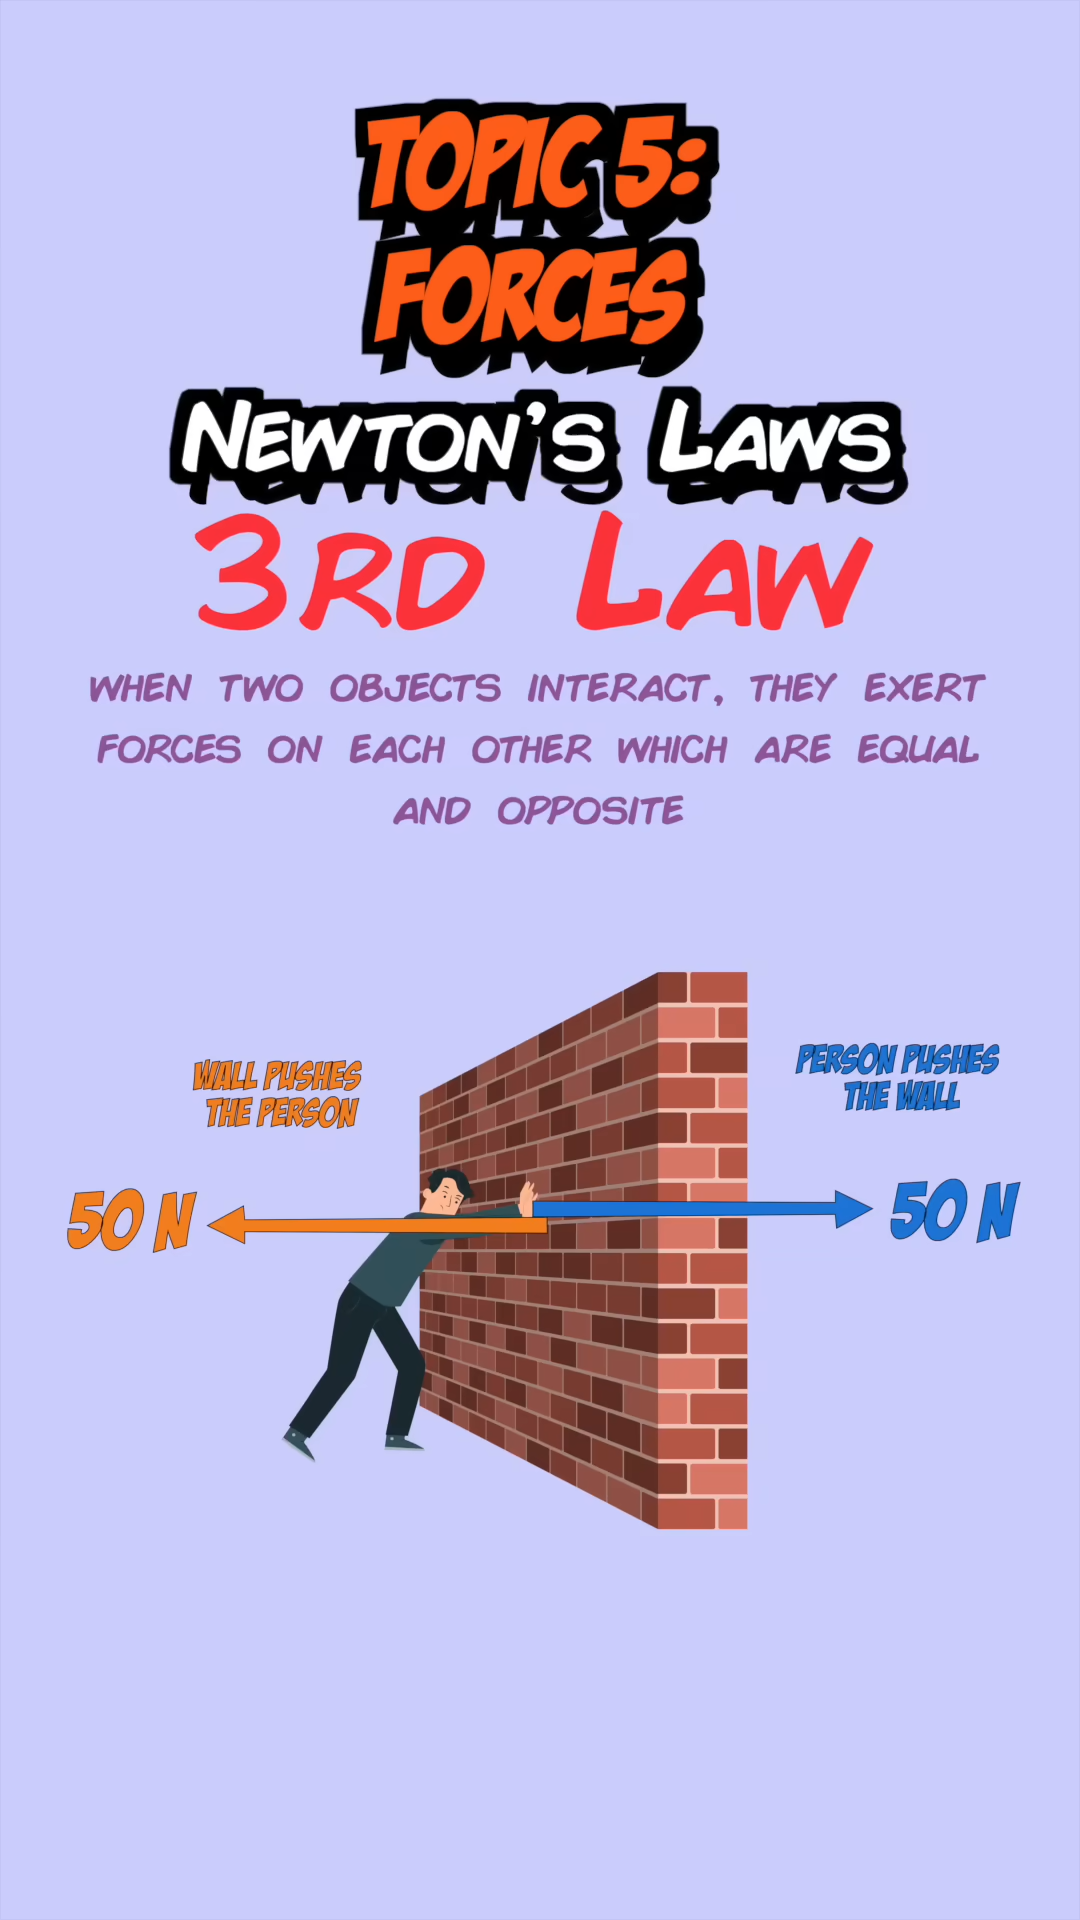 TOPIC 5:
FORCES
NEWTON'S LAWS
3RD LAW
WHEN TWO OBJECTS INTERACT, THEY EXERT
FORCES ON EACH OTHER WHICH ARE EQUAL
AND OPPOSITE
WALL PUSHES
THE PERSON
PERSON PUSHES
THE WALL
50 N
50 N